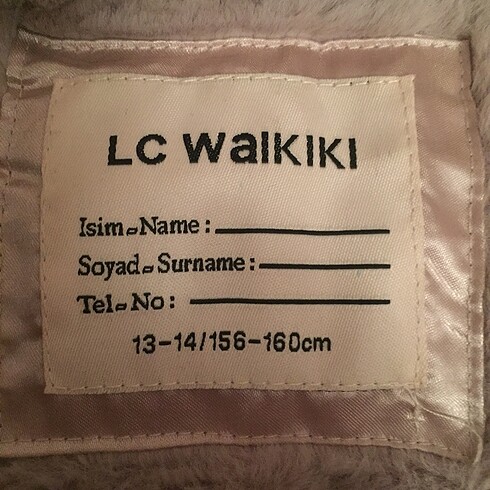 LC WaiKIKI
Isim-Name : 
Soyad-Surname : 
Tel-No : 
13-14/156-160cm